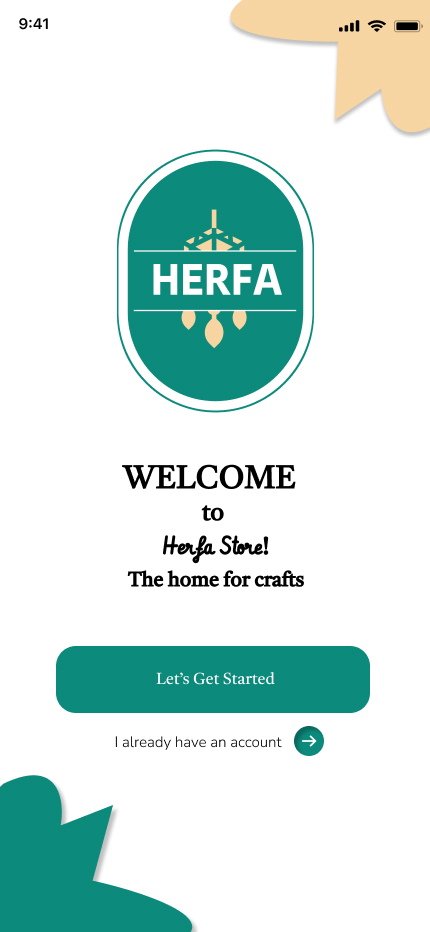 9:41
HERFA
WELCOME
to
Herfa Store!
The home for crafts
Let's Get Started
I already have an account